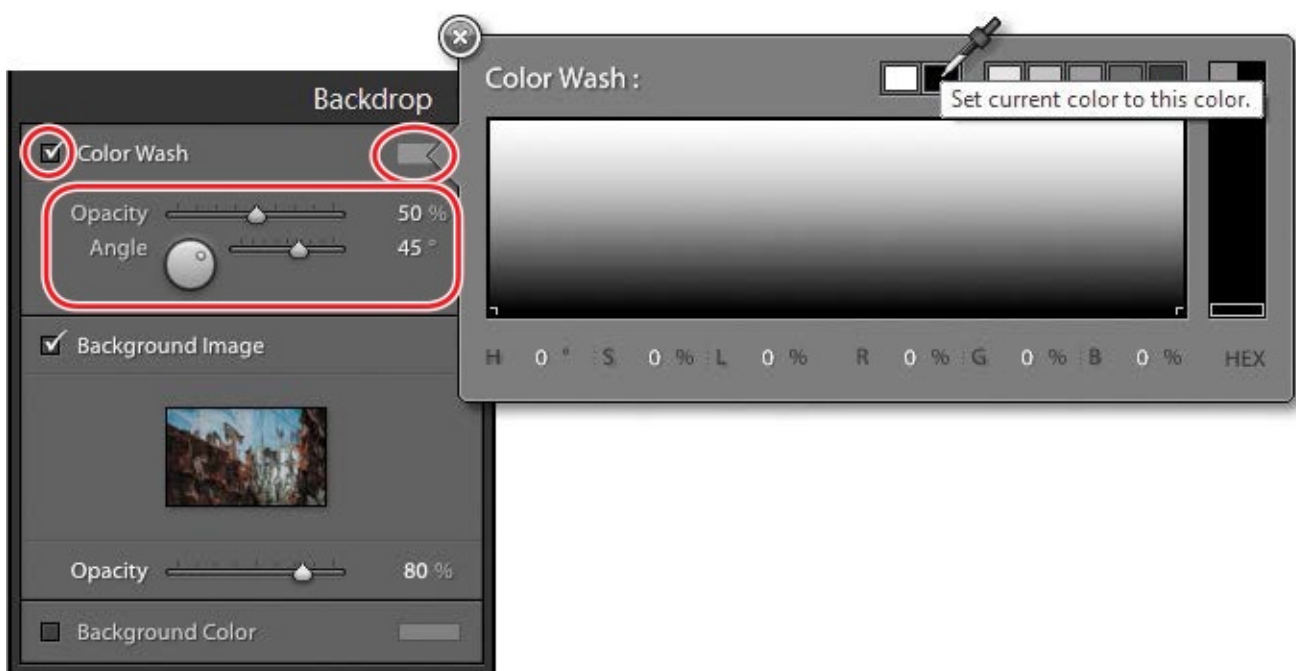 Color Wash :
Set current color to this color.
Backdrop
Color Wash
Opacity 50 %
Angle 45 °
H 0 ° S 0 % L 0 % R 0 % G 0 % B 0 % HEX
Background Image
Opacity 80 %
Background Color